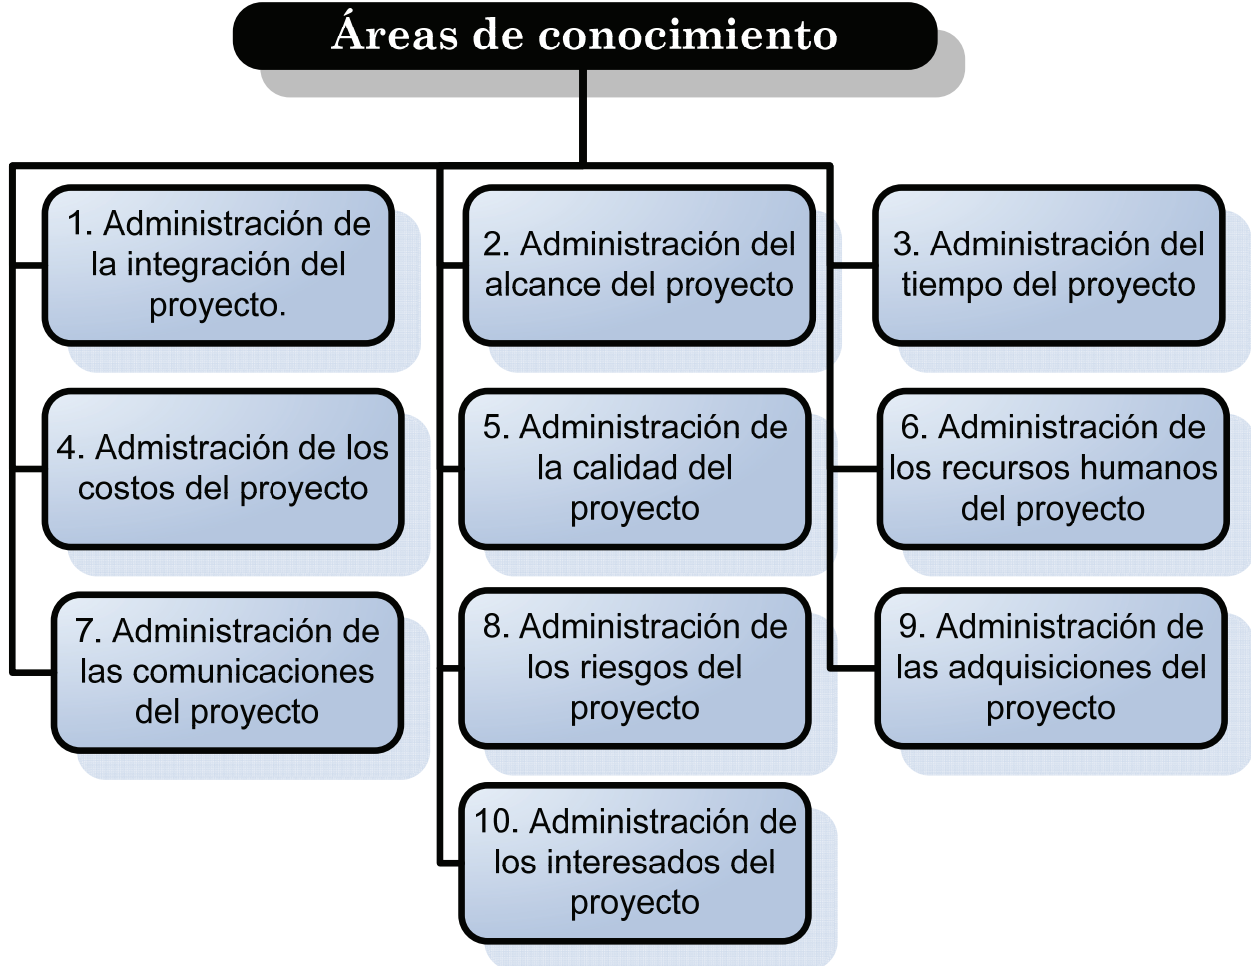 Áreas de conocimiento
1. Administración de
la integración del
proyecto.
2. Administración del
alcance del proyecto
3. Administración del
tiempo del proyecto
4. Admistración de los
costos del proyecto
5. Administración de
la calidad del
proyecto
6. Administración de
los recursos humanos
del proyecto
7. Administración de
las comunicaciones
del proyecto
8. Administración de
los riesgos del
proyecto
9. Administración de
las adquisiciones del
proyecto
10. Administración de
los interesados del
proyecto